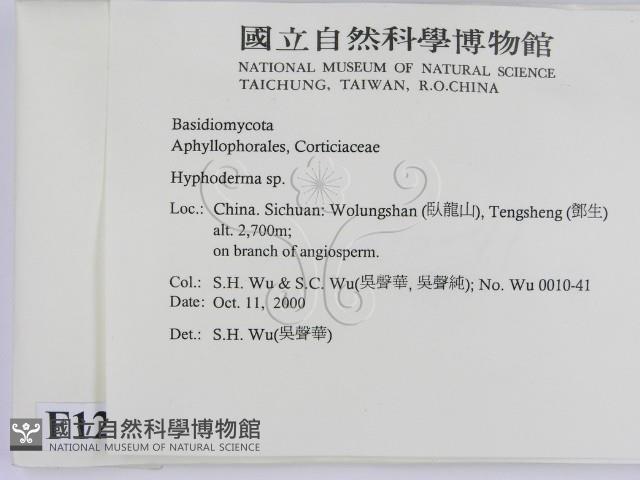 國立自然科學博物館
NATIONAL MUSEUM OF NATURAL SCIENCE
TAICHUNG, TAIWAN, R.O.CHINA
Basidiomycota
Aphyllophorales, Corticiaceae
Hyphoderma sp.
Loc.: China. Sichuan: Wolungshan (臥龍山), Tengsheng (鄧生)
alt. 2,700m;
on branch of angiosperm.
Col.: S.H. Wu & S.C. Wu(吳聲華, 吳聲純); No. Wu 0010-41
Date: Oct. 11, 2000
Det.: S.H. Wu(吳聲華)
國立自然科學博物館
NATIONAL MUSEUM OF NATURAL SCIENCE